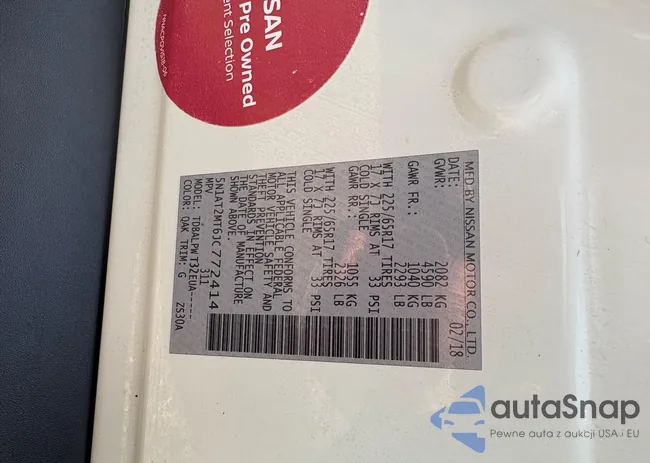 SSAN
Pre Owned
ent Selection
MFD BY NISSAN MOTOR CO., LTD.
DATE: 02/18
GVWR: 2082 KG
4590 LB
GAWR FR.: 1040 KG
2293 LB
WITH 225/65R17 TIRES
17 X 7J RIMS AT 33 PSI
COLD SINGLE
GAWR RR.: 1055 KG
2326 LB
WITH 225/65R17 TIRES
17 X 7J RIMS AT 33 PSI
COLD SINGLE
THIS VEHICLE CONFORMS TO
ALL APPLICABLE FEDERAL
MOTOR VEHICLE SAFETY AND
THEFT PREVENTION
STANDARDS IN EFFECT ON
THE DATE OF MANUFACTURE
SHOWN ABOVE.
5N1AT2MT6JC772414
MPV 311
MODEL: TDBALPWT32IUA-----
COLOR: QAK TRIM: G ZS30A
autaSnap
Pewne auta z aukcji USA i EU